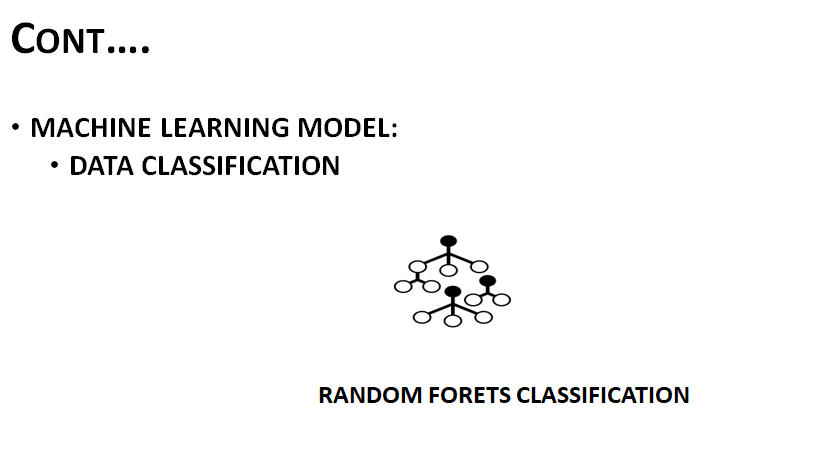 CONT....
• MACHINE LEARNING MODEL:
• DATA CLASSIFICATION
RANDOM FORETS CLASSIFICATION